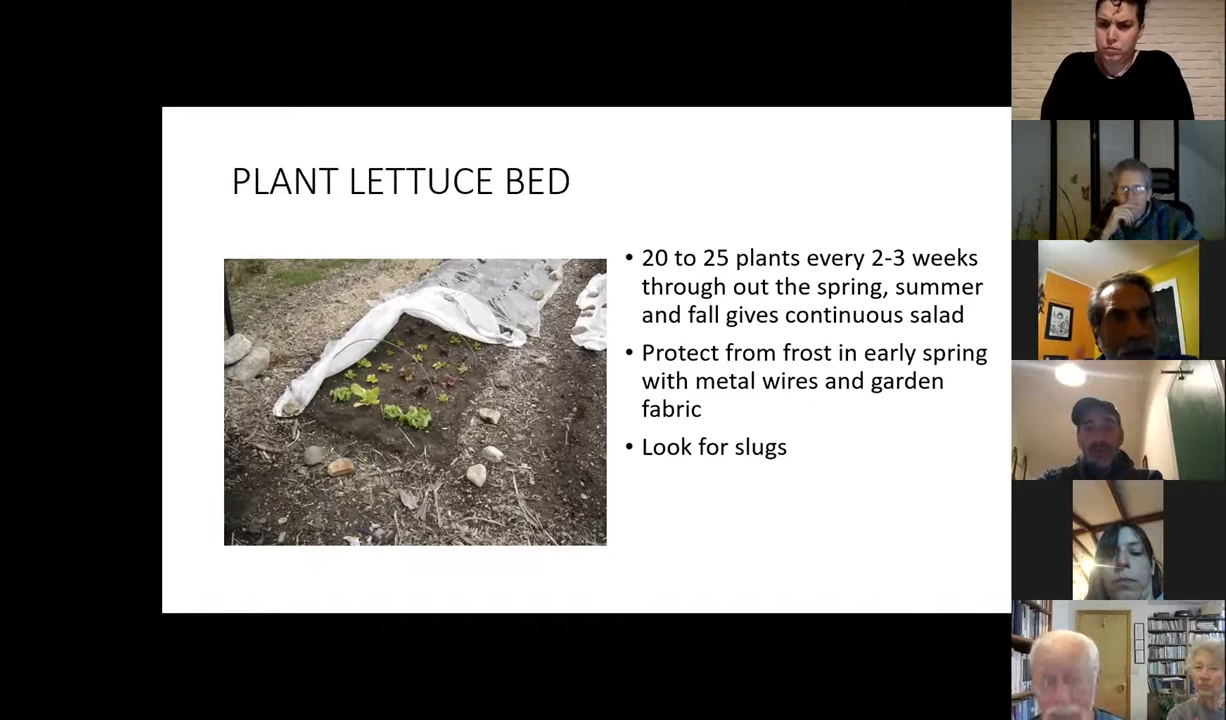 PLANT LETTUCE BED
• 20 to 25 plants every 2-3 weeks
through out the spring, summer
and fall gives continuous salad
• Protect from frost in early spring
with metal wires and garden
fabric
• Look for slugs